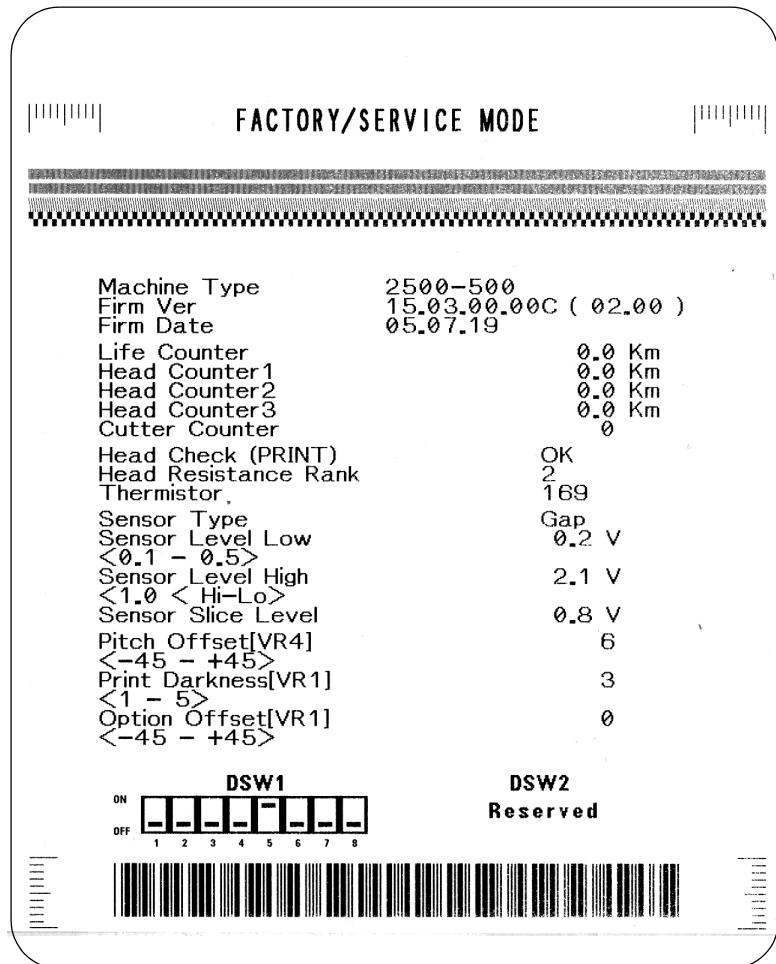 FACTORY/SERVICE MODE
Machine Type 2500-500
Firm Ver 15.03.00.00C ( 02.00 )
Firm Date 05.07.19
Life Counter 0.0 Km
Head Counter1 0.0 Km
Head Counter2 0.0 Km
Head Counter3 0.0 Km
Cutter Counter 0
Head Check (PRINT) OK
Head Resistance Rank 2
Thermistor 169
Sensor Type Gap
Sensor Level Low 0.2 V
<0.1 - 0.5>
Sensor Level High 2.1 V
<1.0 < Hi-Lo>
Sensor Slice Level 0.8 V
Pitch Offset[VR4] 6
<-45 - +45>
Print Darkness[VR1] 3
<1 - 5>
Option Offset[VR1] 0
<-45 - +45>
DSW1 DSW2
ON Reserved
OFF
1 2 3 4 5 6 7 8